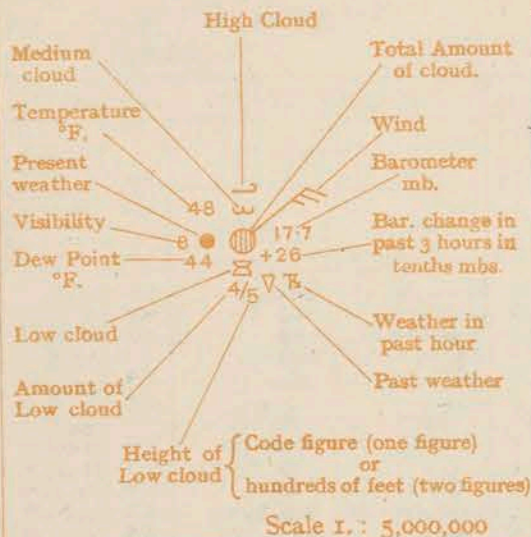 High Cloud
Medium
cloud
Total Amount
of cloud.
Temperature
°F.
Wind
Present
weather
Barometer
mb.
Visibility
Dew Point
°F.
Bar. change in
past 3 hours in
tenths mbs.
48
8
17.7
44
+26
4/5
Low cloud
Weather in
past hour
Amount of
Low cloud
Past weather
Height of
Low cloud
Code figure (one figure)
or
hundreds of feet (two figures)
Scale 1. : 5,000,000